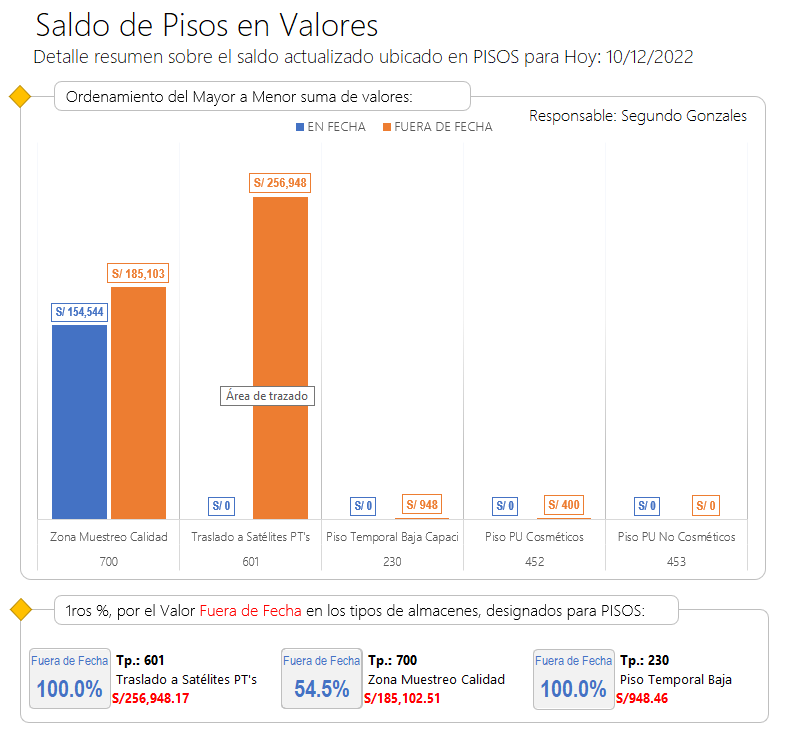 Saldo de Pisos en Valores
Detalle resumen sobre el saldo actualizado ubicado en PISOS para Hoy: 10/12/2022
Ordenamiento del Mayor a Menor suma de valores:
Responsable: Segundo Gonzales
EN FECHA FUERA DE FECHA
S/ 256,948
S/ 185,103
S/ 154,544
Área de trazado
S/ 0 S/ 0 S/ 948 S/ 0 S/ 400 S/ 0 S/ 0
Zona Muestreo Calidad Traslado a Satélites PT's Piso Temporal Baja Capaci Piso PU Cosméticos Piso PU No Cosméticos
700 601 230 452 453
1ros %, por el Valor Fuera de Fecha en los tipos de almacenes, designados para PISOS:
Fuera de Fecha
100.0%
Tp.: 601
Traslado a Satélites PT's
S/256,948.17
Fuera de Fecha
54.5%
Tp.: 700
Zona Muestreo Calidad
S/185,102.51
Fuera de Fecha
100.0%
Tp.: 230
Piso Temporal Baja
S/948.46